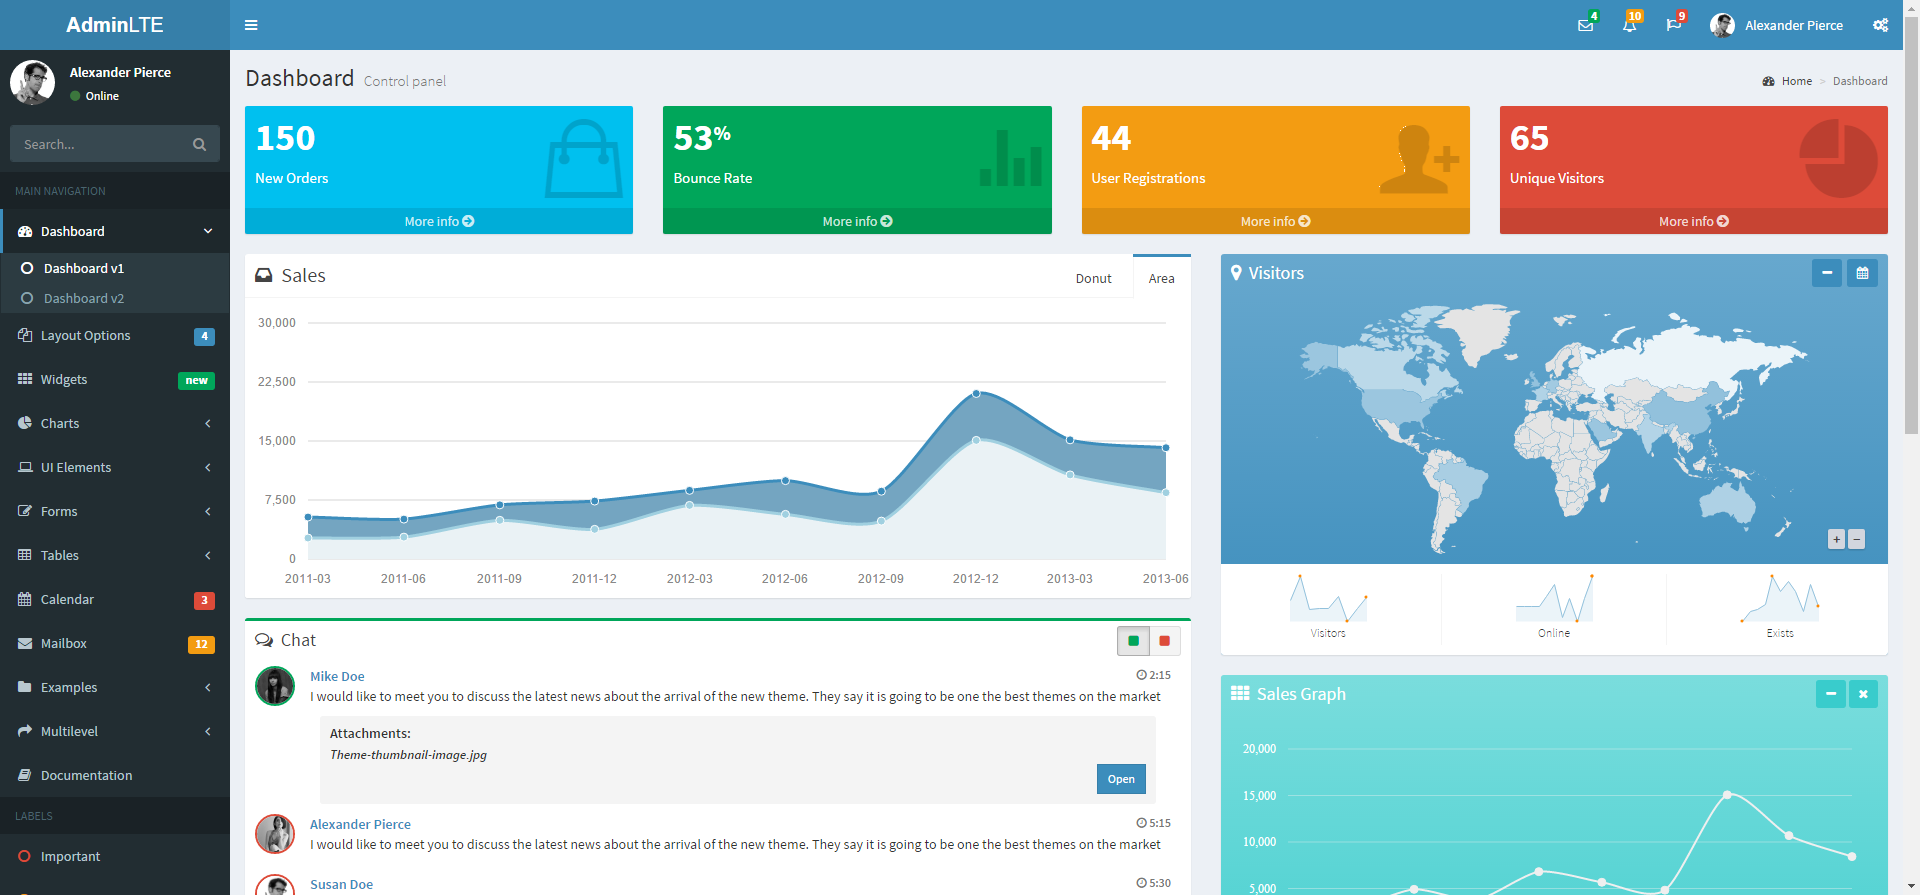 AdminLTE
4
10
9
Alexander Pierce
Alexander Pierce
Online
Search...
MAIN NAVIGATION
Dashboard
Dashboard v1
Dashboard v2
Layout Options 4
Widgets new
Charts
UI Elements
Forms
Tables
Calendar 3
Mailbox 12
Examples
Multilevel
Documentation
LABELS
Important
Dashboard Control panel
Home > Dashboard
150
New Orders
More info
53%
Bounce Rate
More info
44
User Registrations
More info
65
Unique Visitors
More info
Sales
Donut
Area
30,000
22,500
15,000
7,500
0
2011-03 2011-06 2011-09 2011-12 2012-03 2012-06 2012-09 2012-12 2013-03 2013-06
Visitors
+ −
Visitors
Online
Exists
Chat
Mike Doe 2:15
I would like to meet you to discuss the latest news about the arrival of the new theme. They say it is going to be one the best themes on the market
Attachments:
Theme-thumbnail-image.jpg
Open
Alexander Pierce 5:15
I would like to meet you to discuss the latest news about the arrival of the new theme. They say it is going to be one the best themes on the market
Susan Doe 5:30
Sales Graph
20,000
15,000
10,000
5,000